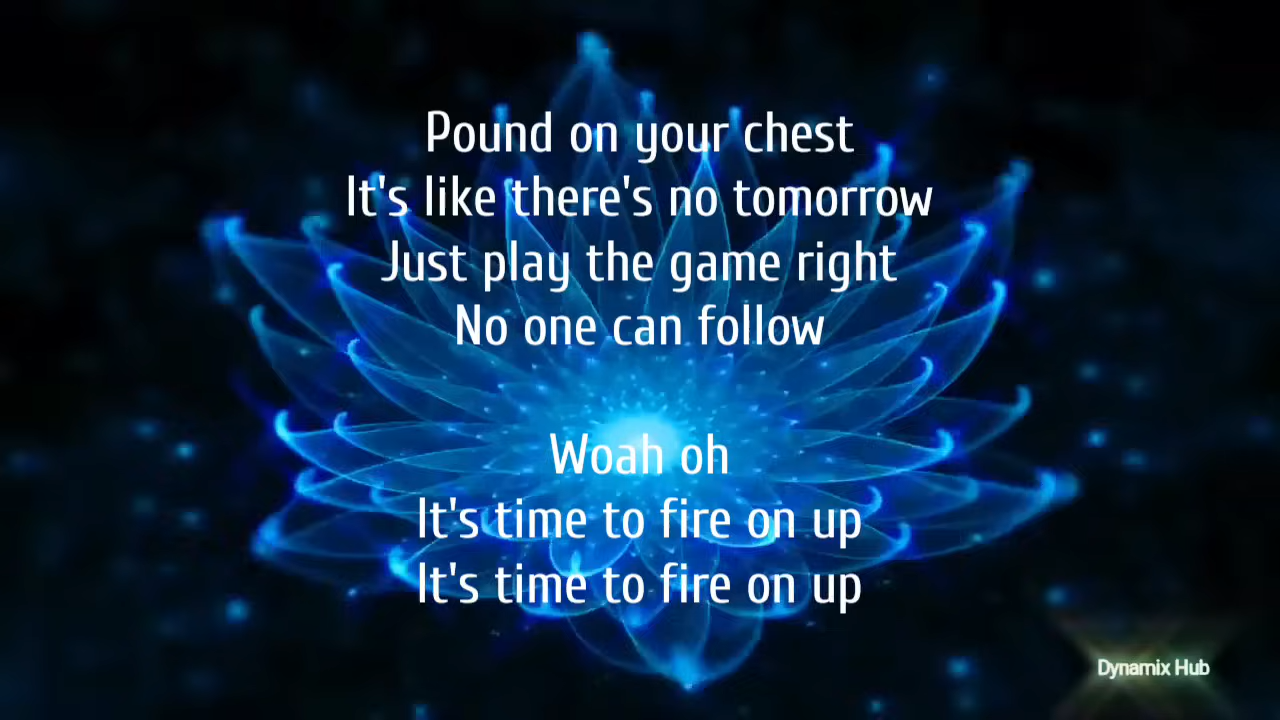 Pound on your chest
It's like there's no tomorrow
Just play the game right
No one can follow
Woah oh
It's time to fire on up
It's time to fire on up
Dynamix Hub